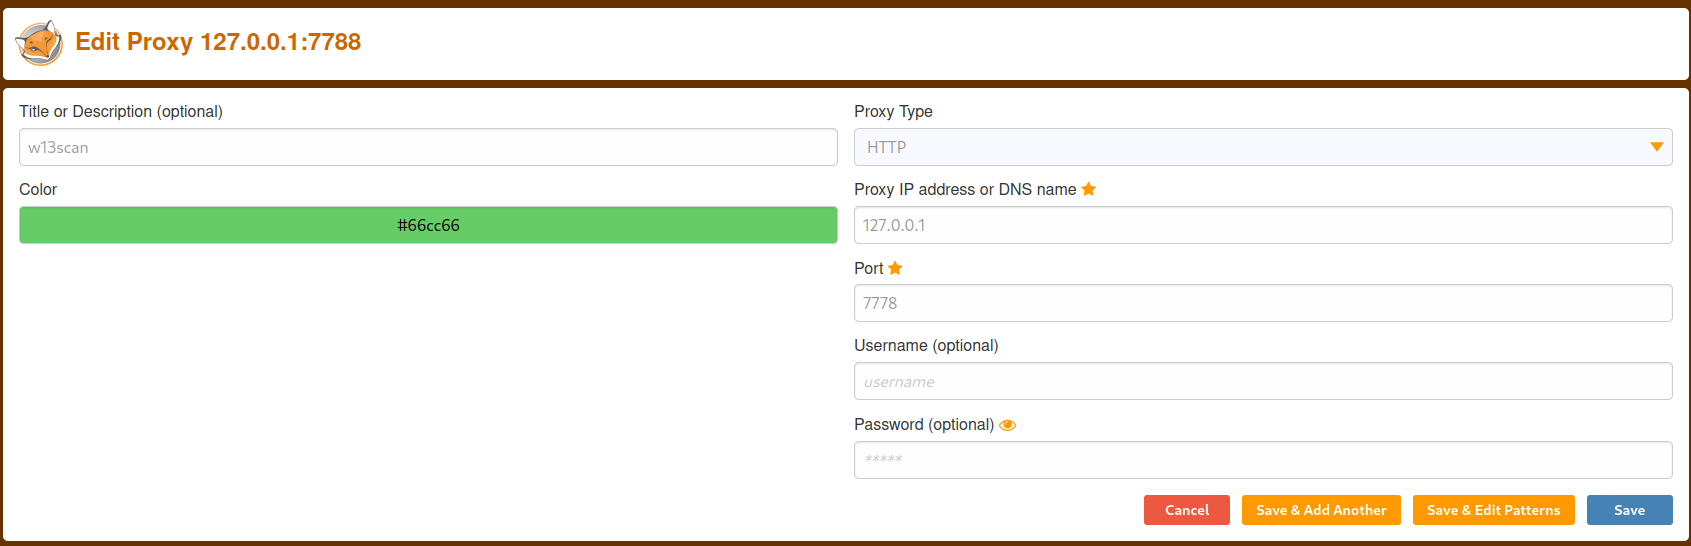 Edit Proxy 127.0.0.1:7788
Title or Description (optional)
w13scan
Color
#66cc66
Proxy Type
HTTP
Proxy IP address or DNS name
127.0.0.1
Port
7778
Username (optional)
username
Password (optional)
*****
Cancel
Save & Add Another
Save & Edit Patterns
Save